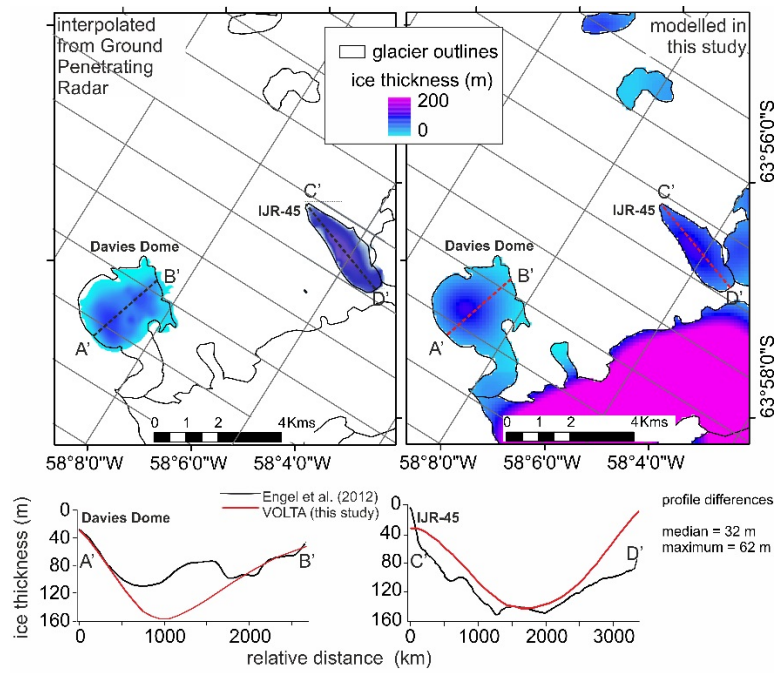 interpolated
from Ground
Penetrating
Radar
modelled in
this study
glacier outlines
ice thickness (m)
200
0
C'
IJR-45
Davies Dome
B'
D'
A'
C'
IJR-45
Davies Dome
B'
D'
A'
63°56'0"S
63°58'0"S
0 1 2 4Kms
0 1 2 4Kms
58°8'0"W 58°6'0"W 58°4'0"W
58°8'0"W 58°6'0"W 58°4'0"W
Engel et al. (2012)
VOLTA (this study)
ice thickness (m)
0
40
80
120
160
Davies Dome
A'
B'
0 1000 2000
0
40
80
120
160
IJR-45
C'
D'
0 1000 2000 3000
relative distance (km)
profile differences
median = 32 m
maximum = 62 m